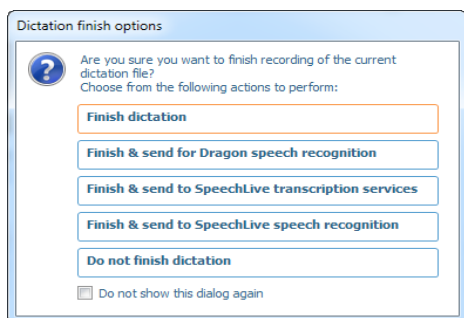 Dictation finish options
Are you sure you want to finish recording of the current
dictation file?
Choose from the following actions to perform:
Finish dictation
Finish & send for Dragon speech recognition
Finish & send to SpeechLive transcription services
Finish & send to SpeechLive speech recognition
Do not finish dictation
Do not show this dialog again